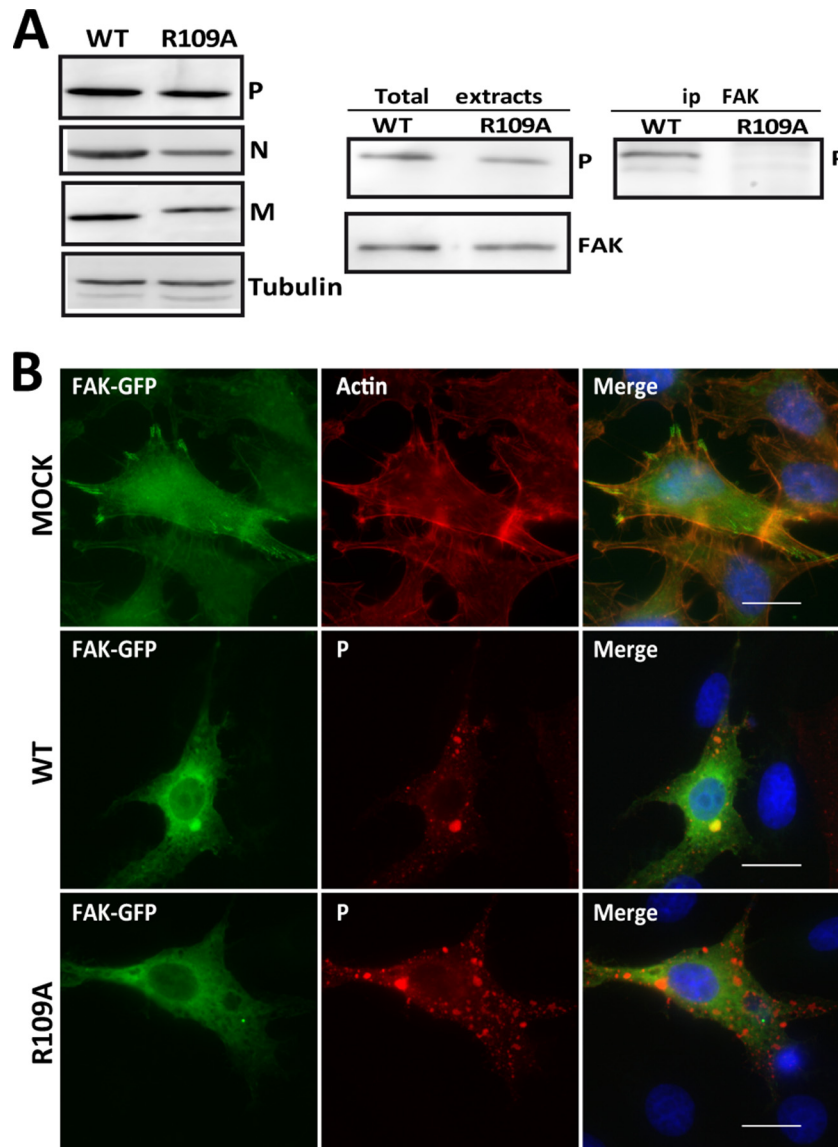 A
WT R109A
P
N
M
Tubulin
Total extracts
WT R109A
P
FAK
ip FAK
WT R109A
B
MOCK
FAK-GFP Actin Merge
WT
FAK-GFP P Merge
R109A
FAK-GFP P Merge